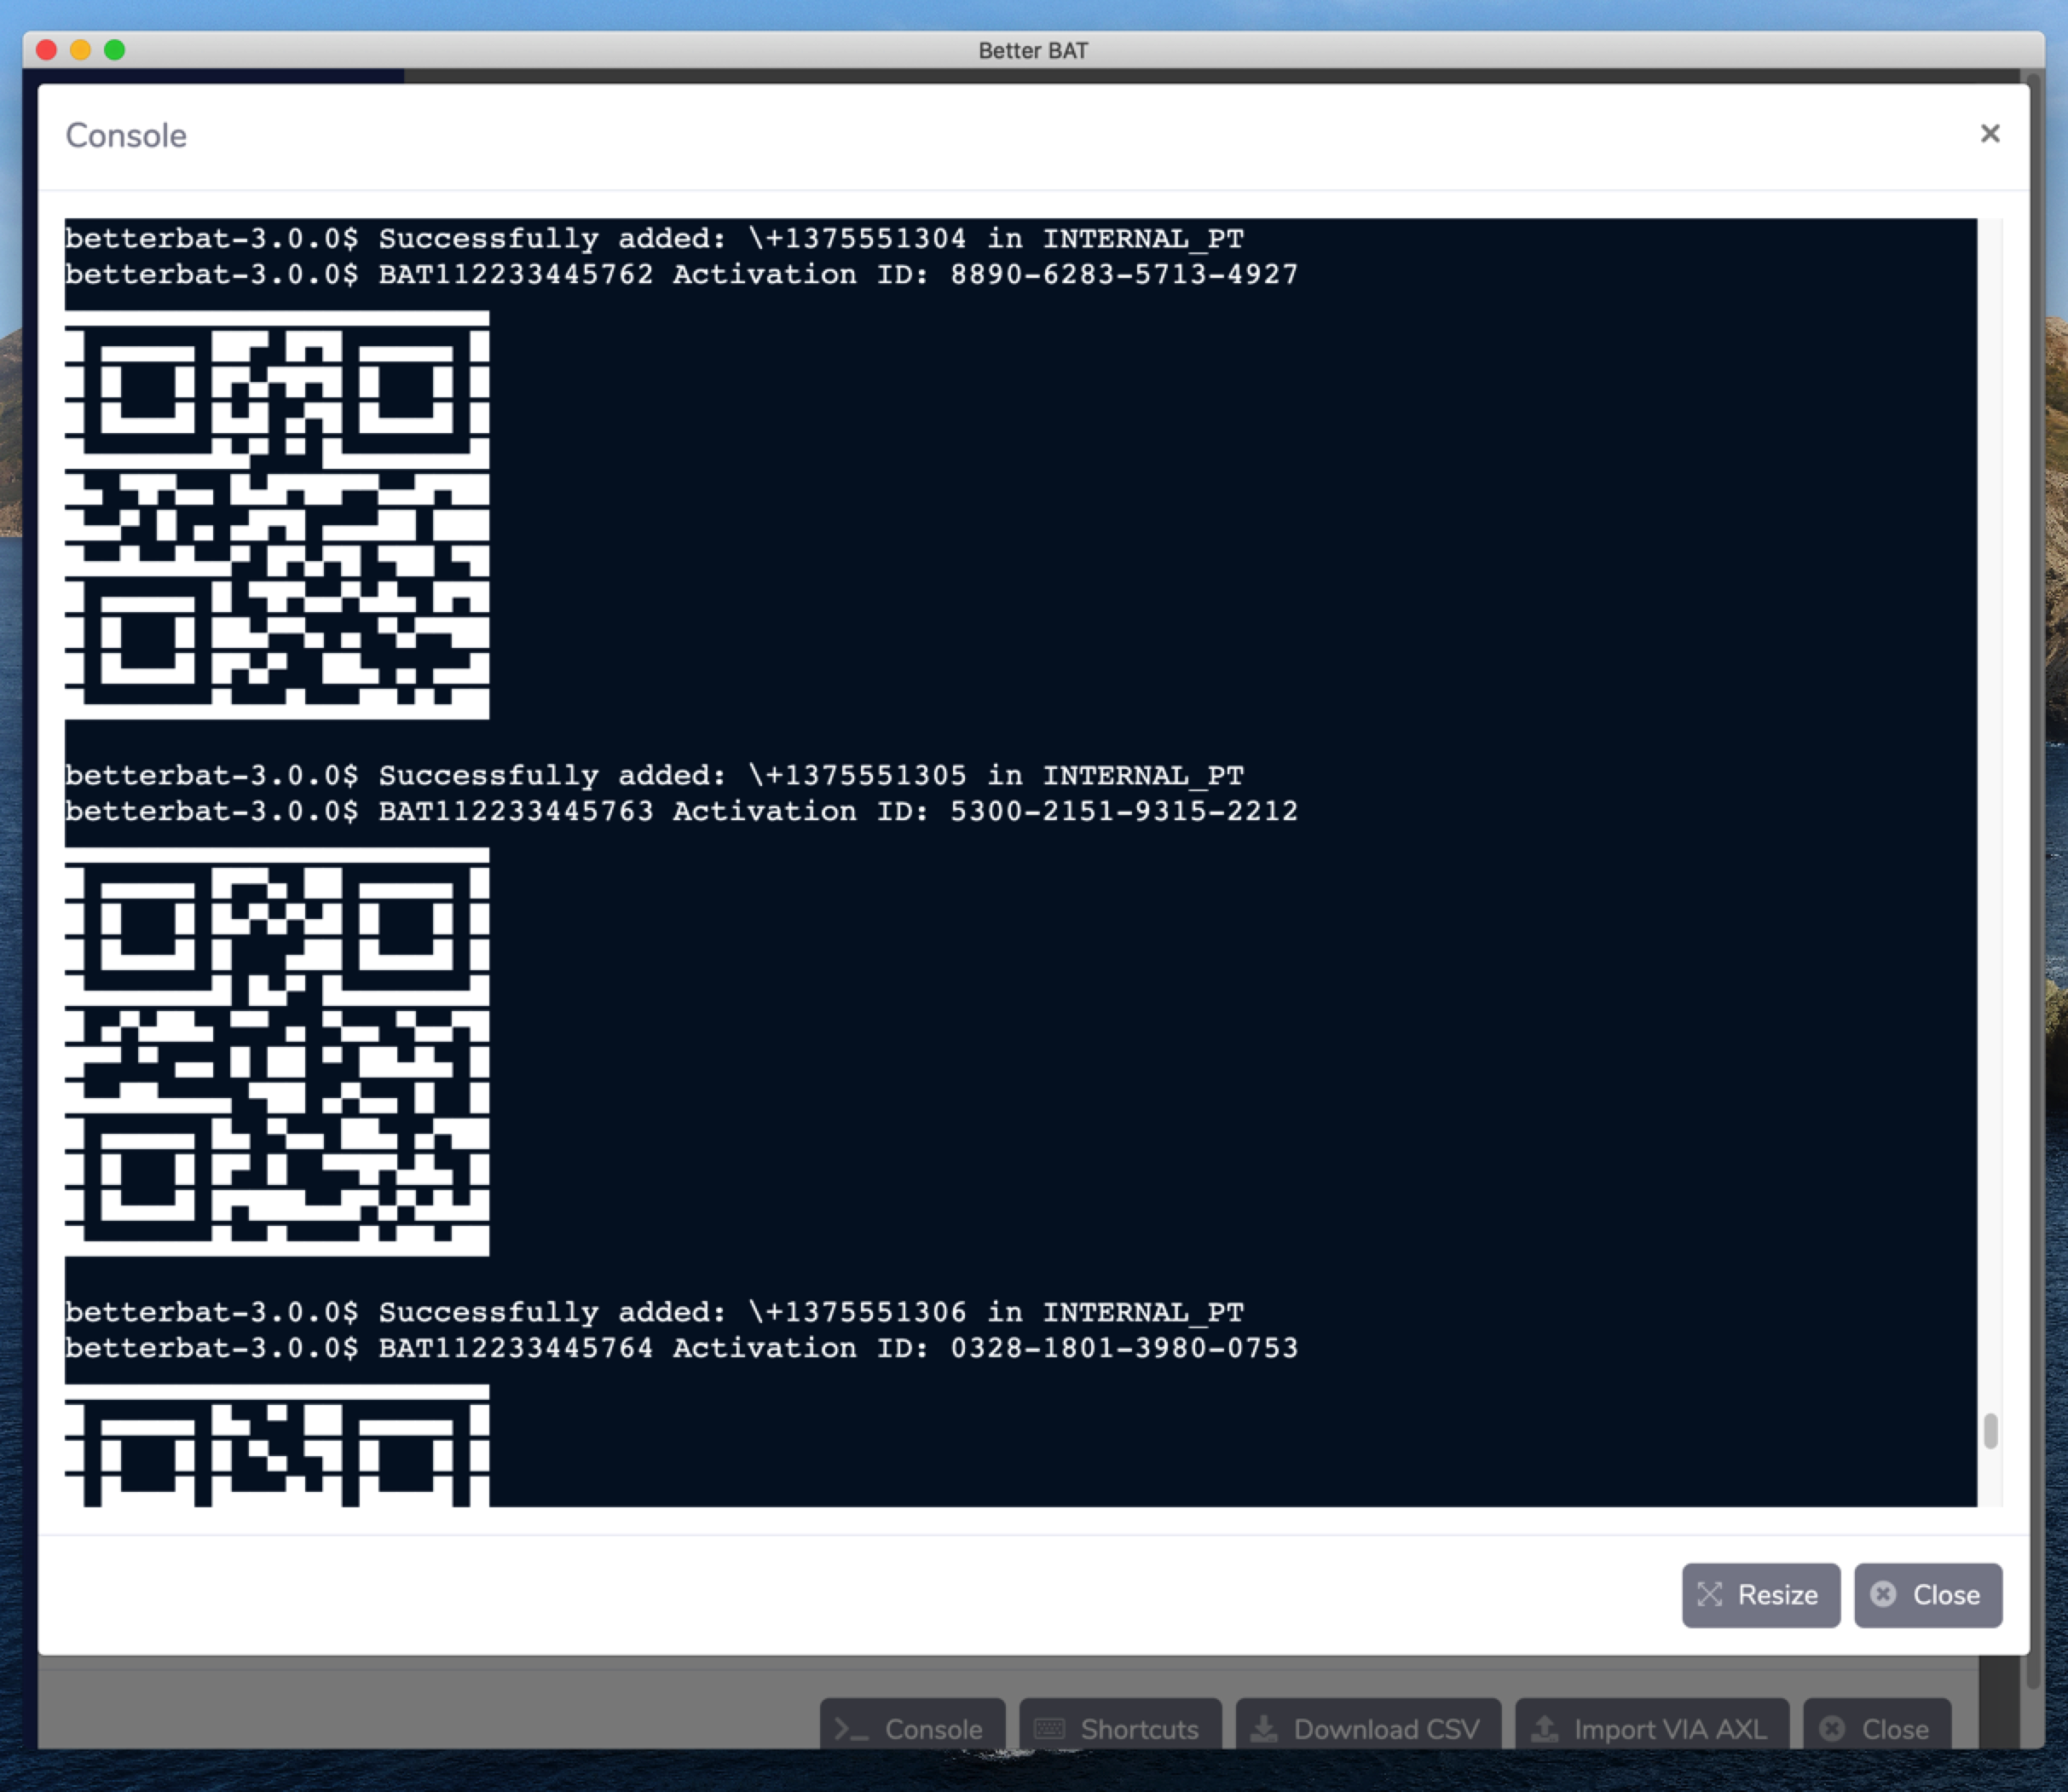 Better BAT
Console
betterbat-3.0.0$ Successfully added: \+1375551304 in INTERNAL_PT
betterbat-3.0.0$ BAT112233445762 Activation ID: 8890-6283-5713-4927
betterbat-3.0.0$ Successfully added: \+1375551305 in INTERNAL_PT
betterbat-3.0.0$ BAT112233445763 Activation ID: 5300-2151-9315-2212
betterbat-3.0.0$ Successfully added: \+1375551306 in INTERNAL_PT
betterbat-3.0.0$ BAT112233445764 Activation ID: 0328-1801-3980-0753
Resize Close
Console Shortcuts Download CSV Import VIA AXL Close